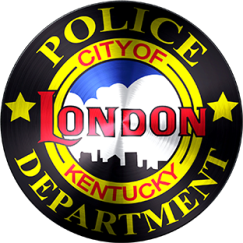 POLICE
CITY OF
LONDON
KENTUCKY
DEPARTMENT